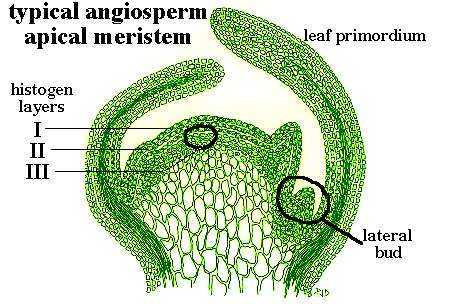 typical angiosperm
apical meristem
leaf primordium
histogen
layers
I
II
III
lateral
bud